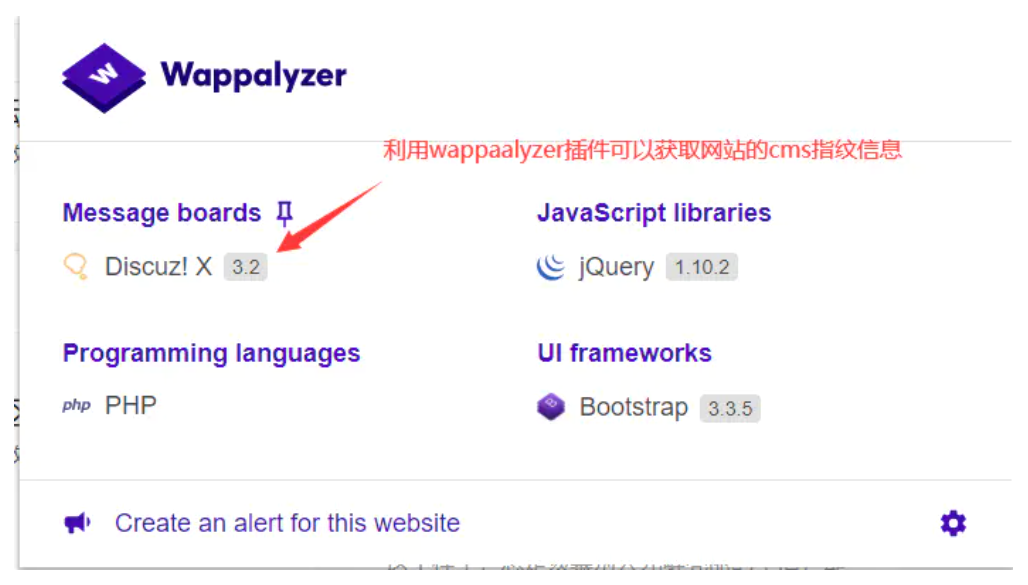 W
Wappalyzer
利用wappaalyzer插件可以获取网站的cms指纹信息
Message boards
Discuz! X 3.2
JavaScript libraries
jQuery 1.10.2
Programming languages
php PHP
UI frameworks
B Bootstrap 3.3.5
Create an alert for this website